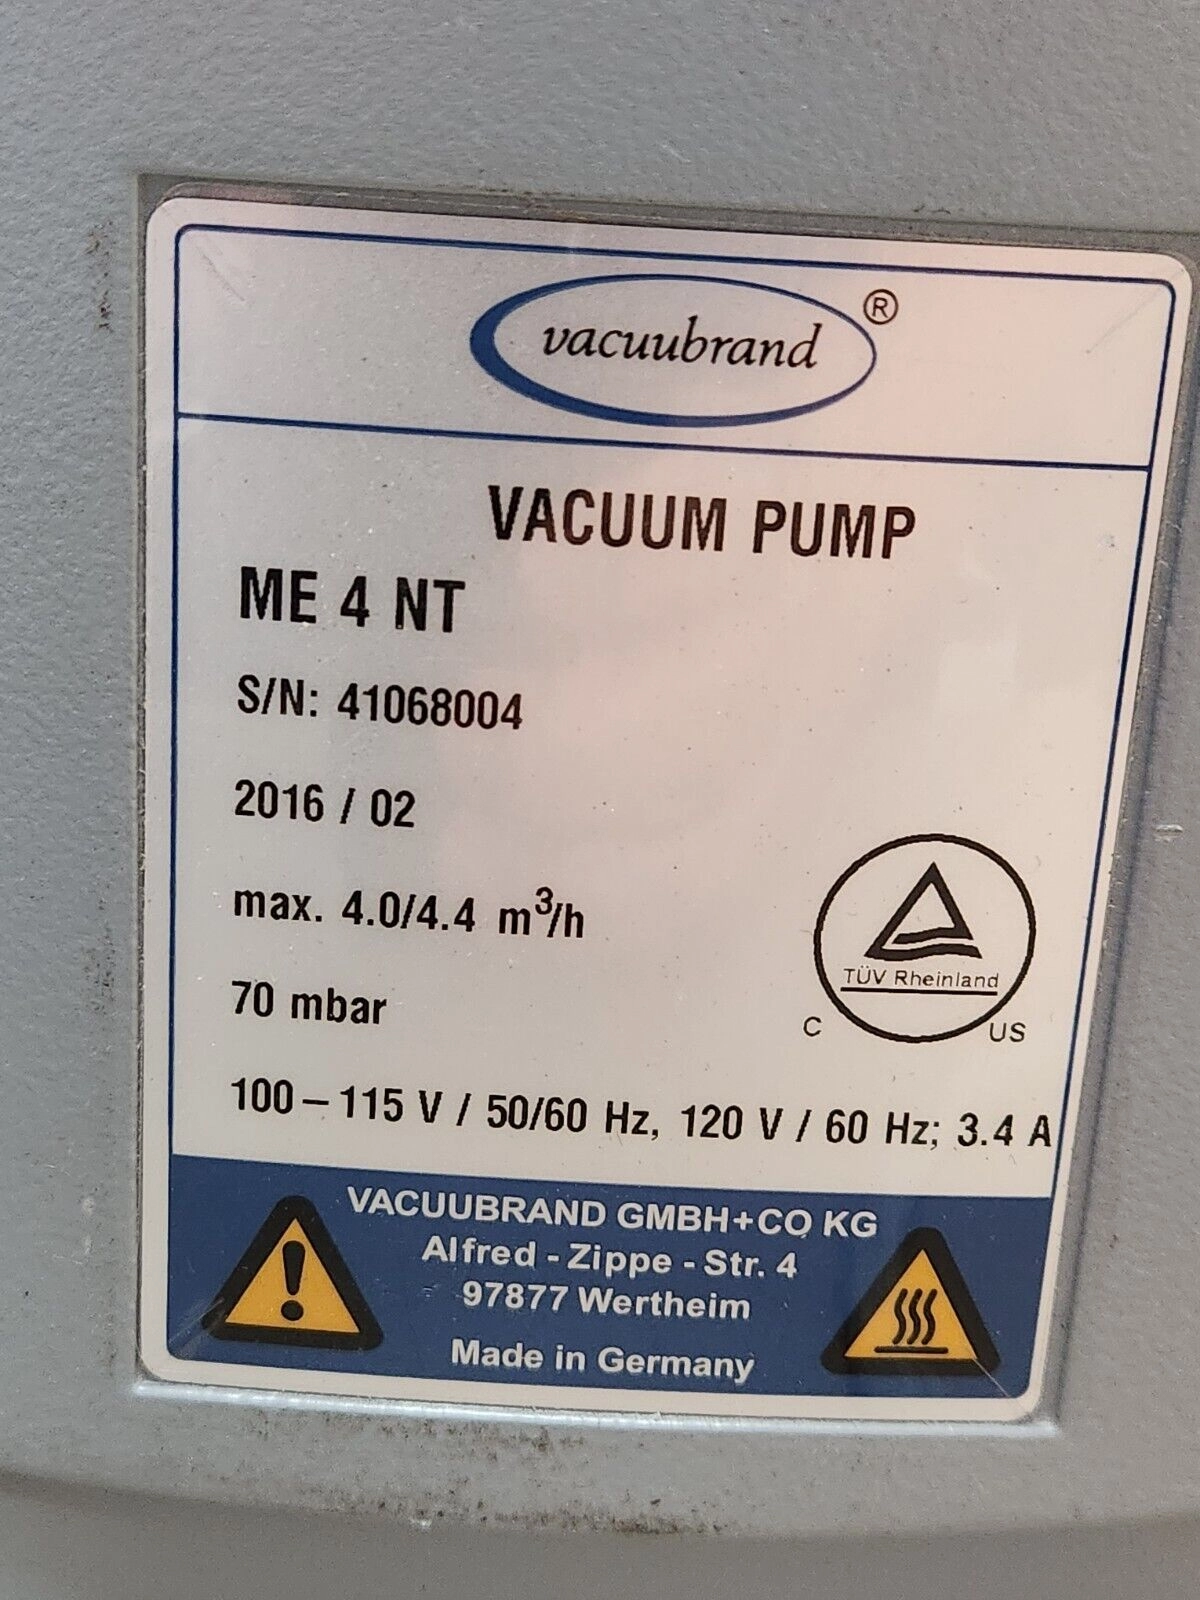 vacuubrand ®
VACUUM PUMP
ME 4 NT
S/N: 41068004
2016 / 02
max. 4.0/4.4 m³/h
70 mbar
TÜV Rheinland
C US
100 – 115 V / 50/60 Hz, 120 V / 60 Hz; 3.4 A
VACUUBRAND GMBH+CO KG
Alfred - Zippe - Str. 4
97877 Wertheim
Made in Germany